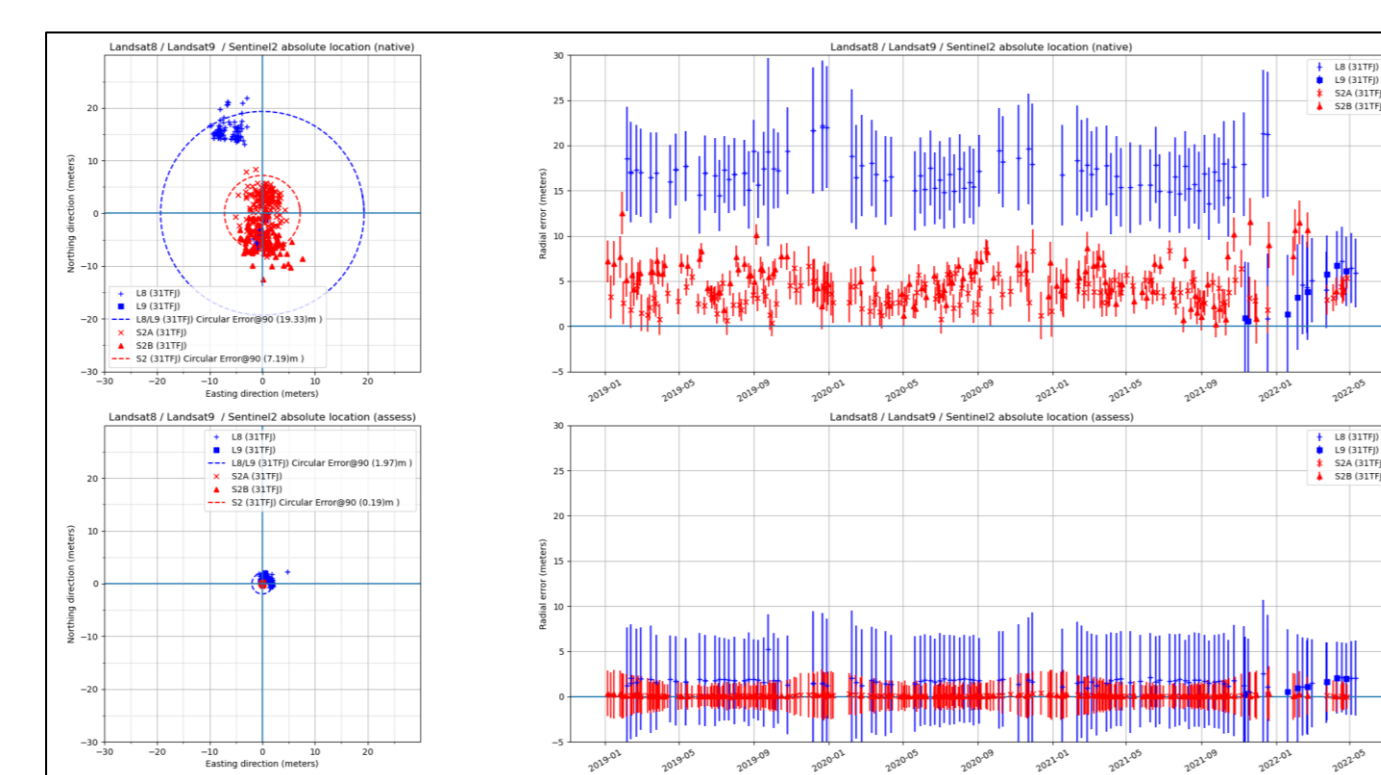 Landsat8 / Landsat9 / Sentinel2 absolute location (native)
Northing direction (meters)
20
10
0
−10
−20
−30
L8 (31TFJ)
L9 (31TFJ)
L8/L9 (31TFJ) Circular Error@90 (19.33)m )
S2A (31TFJ)
S2B (31TFJ)
S2 (31TFJ) Circular Error@90 (7.19)m )
−30 −20 −10 0 10 20
Easting direction (meters)
Landsat8 / Landsat9 / Sentinel2 absolute location (native)
Radial error (meters)
30
25
20
15
10
5
0
−5
L8 (31TFJ)
L9 (31TFJ)
S2A (31TFJ)
S2B (31TFJ)
2019-01 2019-05 2019-09 2020-01 2020-05 2020-09 2021-01 2021-05 2021-09 2022-01 2022-05
Landsat8 / Landsat9 / Sentinel2 absolute location (assess)
Northing direction (meters)
20
10
0
−10
−20
−30
L8 (31TFJ)
L9 (31TFJ)
L8/L9 (31TFJ) Circular Error@90 (1.97)m )
S2A (31TFJ)
S2B (31TFJ)
S2 (31TFJ) Circular Error@90 (0.19)m )
−30 −20 −10 0 10 20
Easting direction (meters)
Landsat8 / Landsat9 / Sentinel2 absolute location (assess)
Radial error (meters)
30
25
20
15
10
5
0
−5
L8 (31TFJ)
L9 (31TFJ)
S2A (31TFJ)
S2B (31TFJ)
2019-01 2019-05 2019-09 2020-01 2020-05 2020-09 2021-01 2021-05 2021-09 2022-01 2022-05